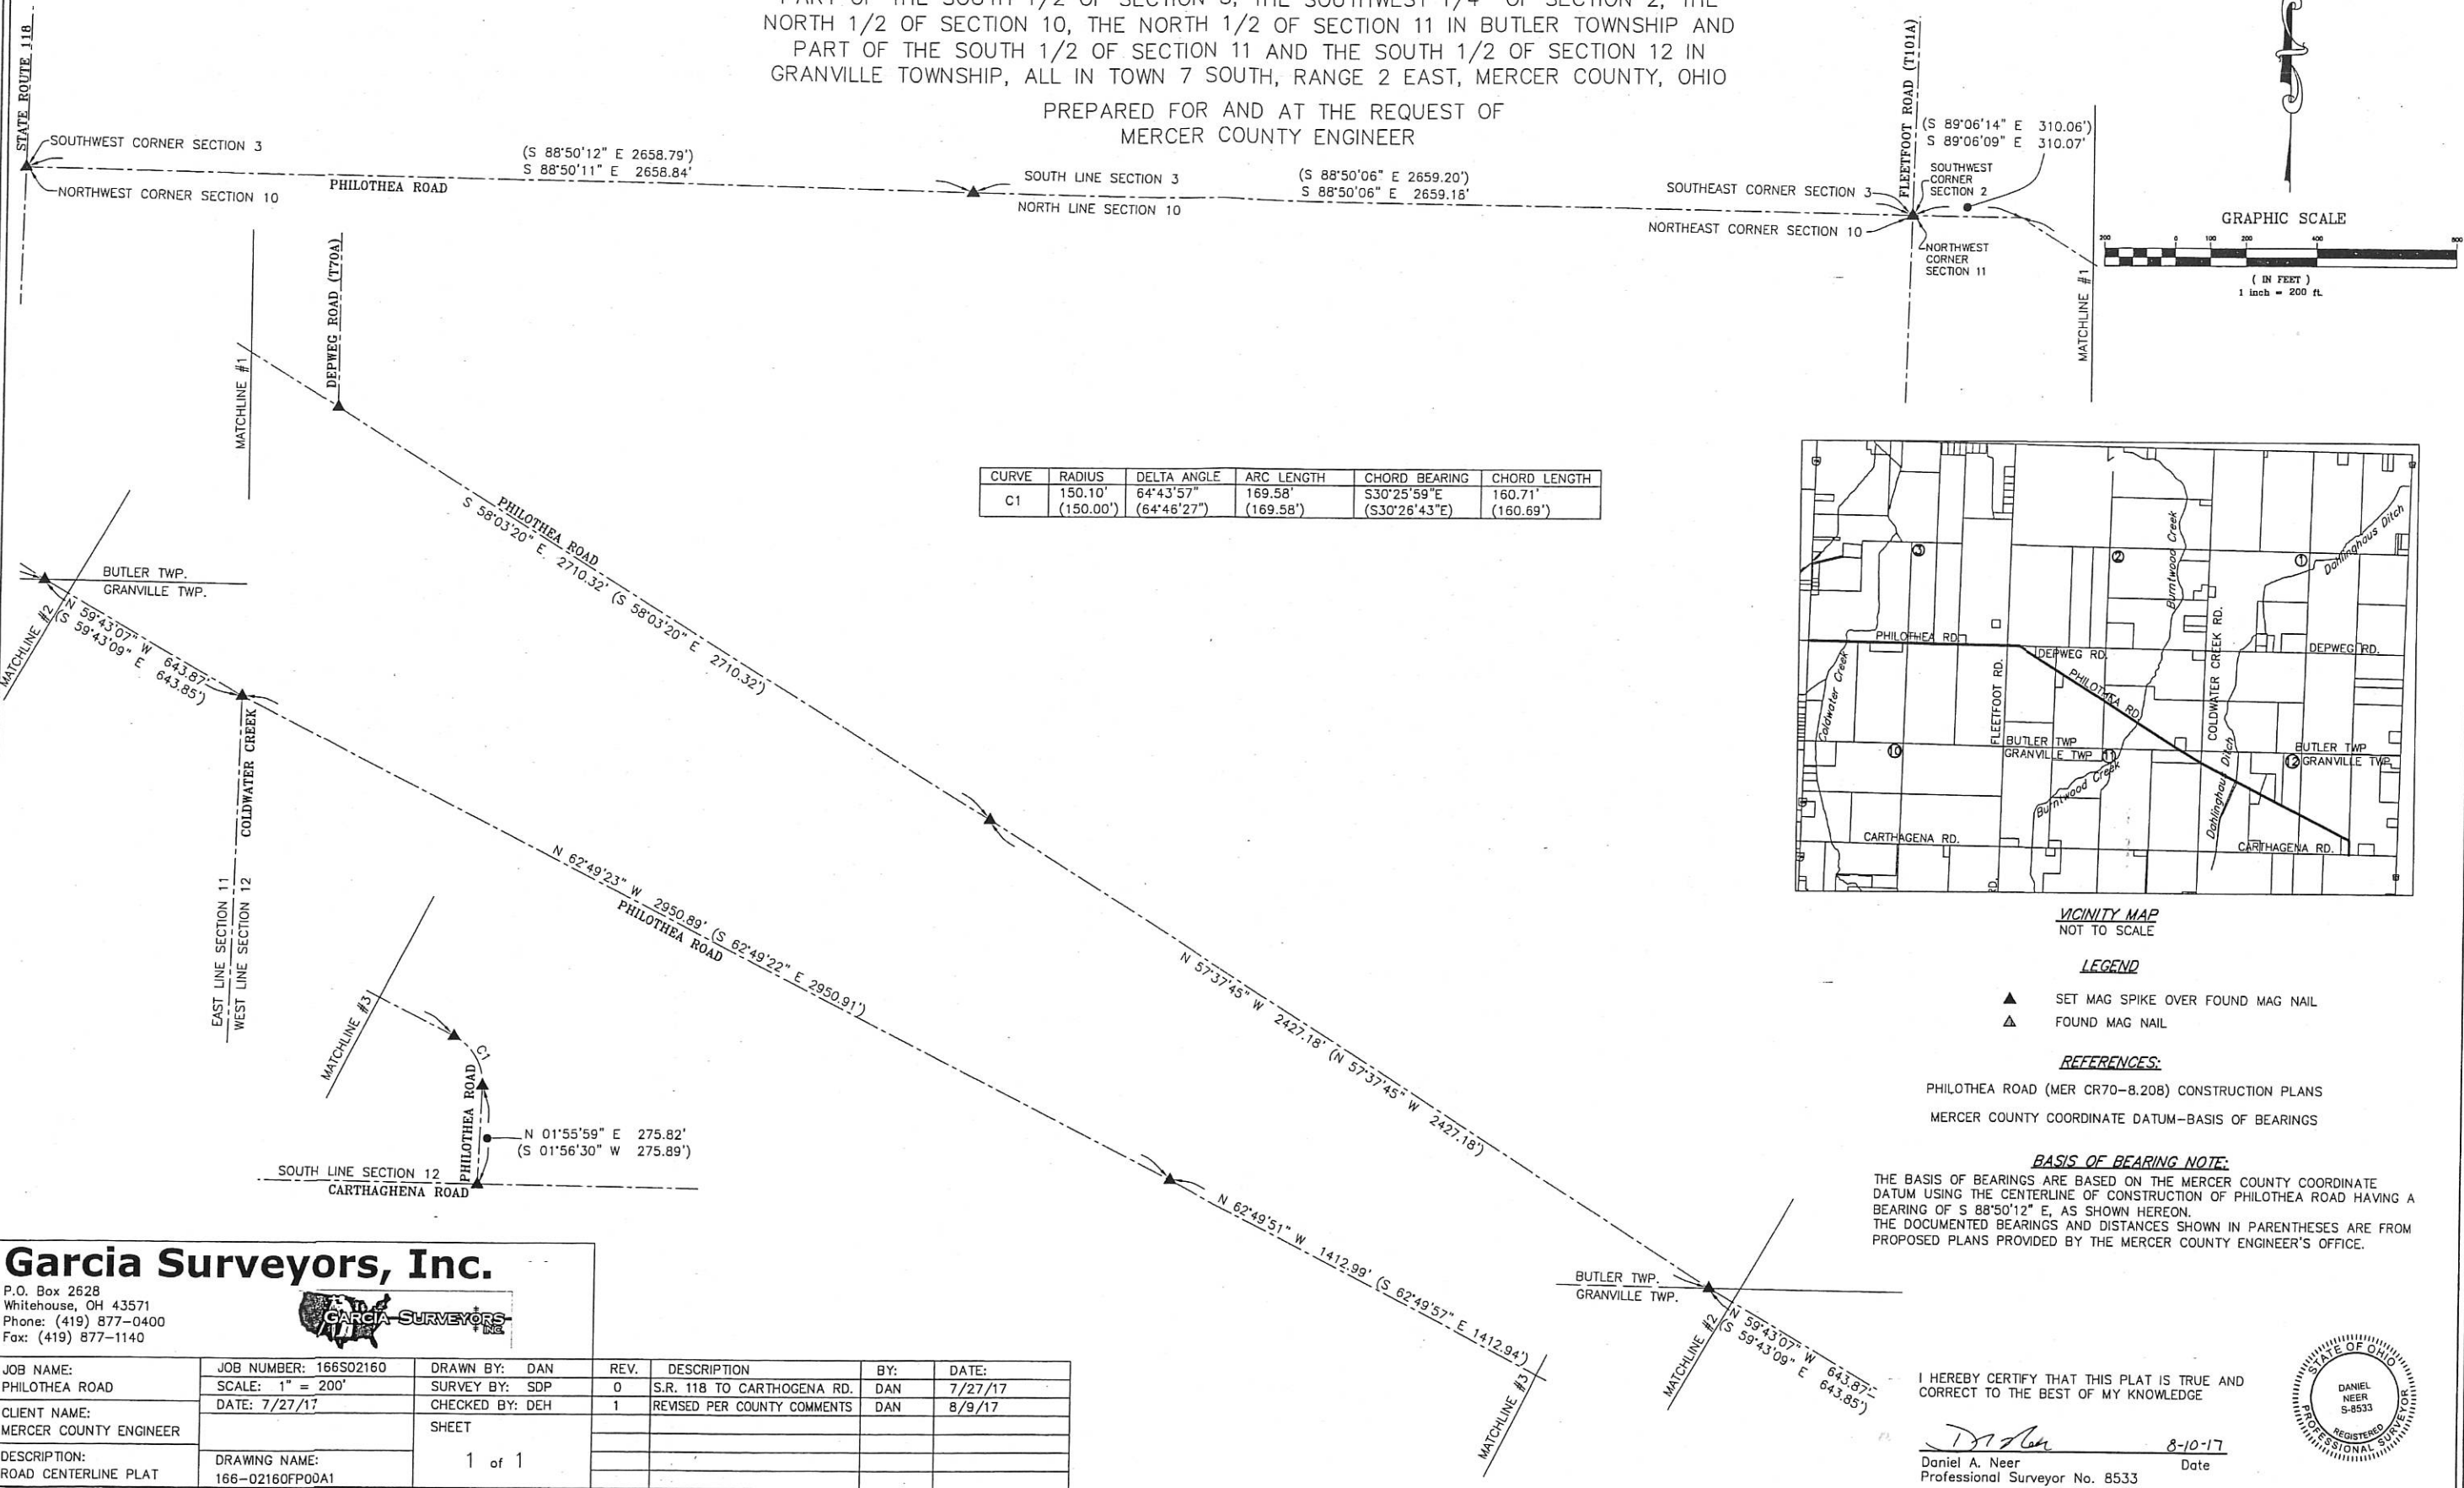 PART OF THE SOUTH 1/2 OF SECTION 3, THE SOUTHWEST 1/4 OF SECTION 2, THE
NORTH 1/2 OF SECTION 10, THE NORTH 1/2 OF SECTION 11 IN BUTLER TOWNSHIP AND
PART OF THE SOUTH 1/2 OF SECTION 11 AND THE SOUTH 1/2 OF SECTION 12 IN
GRANVILLE TOWNSHIP, ALL IN TOWN 7 SOUTH, RANGE 2 EAST, MERCER COUNTY, OHIO
PREPARED FOR AND AT THE REQUEST OF
MERCER COUNTY ENGINEER
STATE ROUTE 118
SOUTHWEST CORNER SECTION 3
NORTHWEST CORNER SECTION 10
(S 88°50'12" E 2658.79')
S 88°50'11" E 2658.84'
PHILOTHEA ROAD
SOUTH LINE SECTION 3
NORTH LINE SECTION 10
(S 88°50'06" E 2659.20')
S 88°50'06" E 2659.18'
SOUTHEAST CORNER SECTION 3
NORTHEAST CORNER SECTION 10
FLEETFOOT ROAD (T101A)
(S 89°06'14" E 310.06')
S 89°06'09" E 310.07'
SOUTHWEST
CORNER
SECTION 2
NORTHWEST
CORNER
SECTION 11
MATCHLINE #1
GRAPHIC SCALE
200 0 100 200 400 800
( IN FEET )
1 inch = 200 ft.
MATCHLINE #1
DEPWEG ROAD (T70A)
PHILOTHEA ROAD
S 58°03'20" E 2710.32' (S 58°03'20" E 2710.32')
CURVE RADIUS DELTA ANGLE ARC LENGTH CHORD BEARING CHORD LENGTH
C1 150.10' 64°43'57" 169.58' S30°25'59"E 160.71'
(150.00') (64°46'27") (169.58') (S30°26'43"E) (160.69')
BUTLER TWP.
GRANVILLE TWP.
MATCHLINE #2
N 59°43'07" W 643.87'
(S 59°43'09" E 643.85')
COLDWATER CREEK
EAST LINE SECTION 11
WEST LINE SECTION 12
N 62°49'23" W 2950.89' (S 62°49'22" E 2950.91')
PHILOTHEA ROAD
N 57°37'45" W 2427.18' (N 57°37'45" W 2427.18')
MATCHLINE #3
C1
PHILOTHEA ROAD
N 01°55'59" E 275.82'
(S 01°56'30" W 275.89')
SOUTH LINE SECTION 12
CARTHAGHENA ROAD
N 62°49'51" W 1412.99' (S 62°49'57" E 1412.94')
MATCHLINE #3
BUTLER TWP.
GRANVILLE TWP.
MATCHLINE #2
N 59°43'07" W 643.87'
(S 59°43'09" E 643.85')
3
2
1
Burntwood Creek
Dahlinghous Ditch
PHILOTHEA RD.
DEPWEG RD.
COLDWATER CREEK RD.
DEPWEG RD.
Coldwater Creek
FLEETFOOT RD.
PHILOTHEA RD.
10
BUTLER TWP
GRANVILLE TWP
11
Burntwood Creek
Dahlinghous Ditch
12
BUTLER TWP
GRANVILLE TWP
CARTHAGENA RD.
CARTHAGENA RD.
RD.
VICINITY MAP
NOT TO SCALE
LEGEND
SET MAG SPIKE OVER FOUND MAG NAIL
FOUND MAG NAIL
REFERENCES:
PHILOTHEA ROAD (MER CR70-8.208) CONSTRUCTION PLANS
MERCER COUNTY COORDINATE DATUM-BASIS OF BEARINGS
BASIS OF BEARING NOTE:
THE BASIS OF BEARINGS ARE BASED ON THE MERCER COUNTY COORDINATE
DATUM USING THE CENTERLINE OF CONSTRUCTION OF PHILOTHEA ROAD HAVING A
BEARING OF S 88°50'12" E, AS SHOWN HEREON.
THE DOCUMENTED BEARINGS AND DISTANCES SHOWN IN PARENTHESES ARE FROM
PROPOSED PLANS PROVIDED BY THE MERCER COUNTY ENGINEER'S OFFICE.
I HEREBY CERTIFY THAT THIS PLAT IS TRUE AND
CORRECT TO THE BEST OF MY KNOWLEDGE
8-10-17
Daniel A. Neer Date
Professional Surveyor No. 8533
STATE OF OHIO
DANIEL
NEER
S-8533
REGISTERED
PROFESSIONAL SURVEYOR
Garcia Surveyors, Inc.
P.O. Box 2628
Whitehouse, OH 43571
Phone: (419) 877-0400
Fax: (419) 877-1140
GARCIA SURVEYORS
INC.
JOB NAME:
PHILOTHEA ROAD
CLIENT NAME:
MERCER COUNTY ENGINEER
DESCRIPTION:
ROAD CENTERLINE PLAT
JOB NUMBER: 166S02160
SCALE: 1" = 200'
DATE: 7/27/17
DRAWING NAME:
166-02160FP00A1
DRAWN BY: DAN
SURVEY BY: SDP
CHECKED BY: DEH
SHEET
1 of 1
REV. DESCRIPTION BY: DATE:
0 S.R. 118 TO CARTHOGENA RD. DAN 7/27/17
1 REVISED PER COUNTY COMMENTS DAN 8/9/17